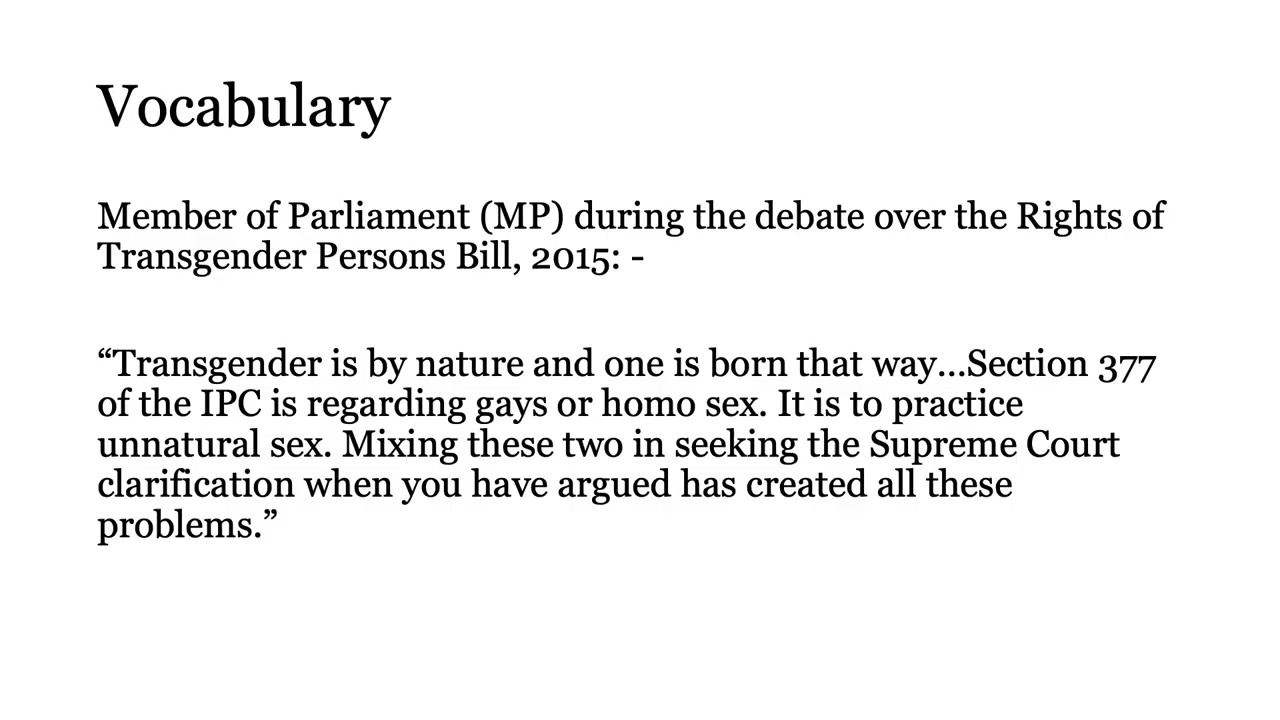 Vocabulary
Member of Parliament (MP) during the debate over the Rights of
Transgender Persons Bill, 2015: -
“Transgender is by nature and one is born that way...Section 377
of the IPC is regarding gays or homo sex. It is to practice
unnatural sex. Mixing these two in seeking the Supreme Court
clarification when you have argued has created all these
problems.”